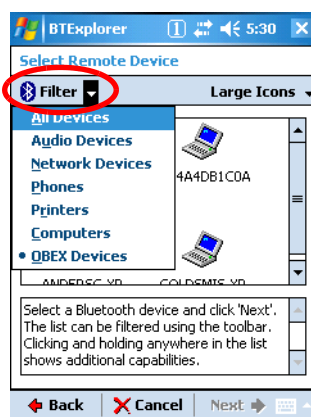 BTExplorer 1 5:30
Select Remote Device
Filter Large Icons
All Devices
Audio Devices
Network Devices
Phones
Printers
Computers
OBEX Devices
4A4DB1C0A
Select a Bluetooth device and click 'Next'.
The list can be filtered using the toolbar.
Clicking and holding anywhere in the list
shows additional capabilities.
Back Cancel Next